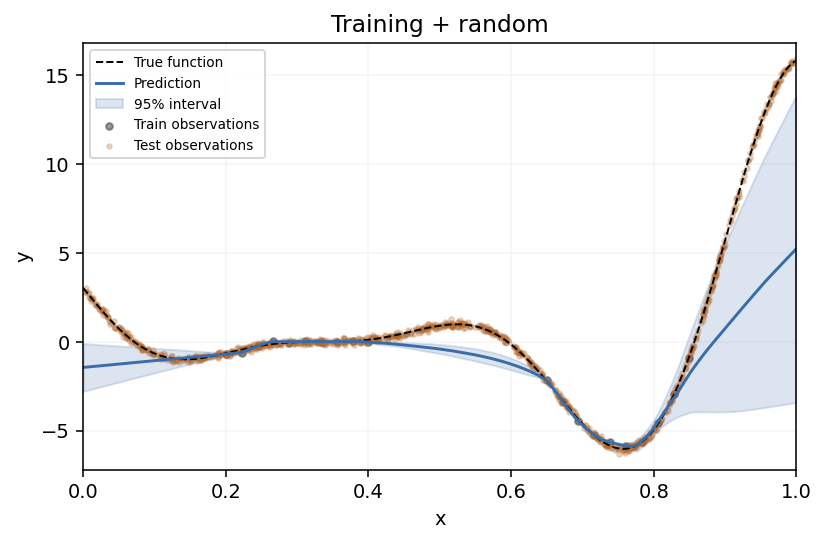 Training + random
True function
Prediction
95% interval
Train observations
Test observations
y
15
10
5
0
−5
0.0 0.2 0.4 0.6 0.8 1.0
x